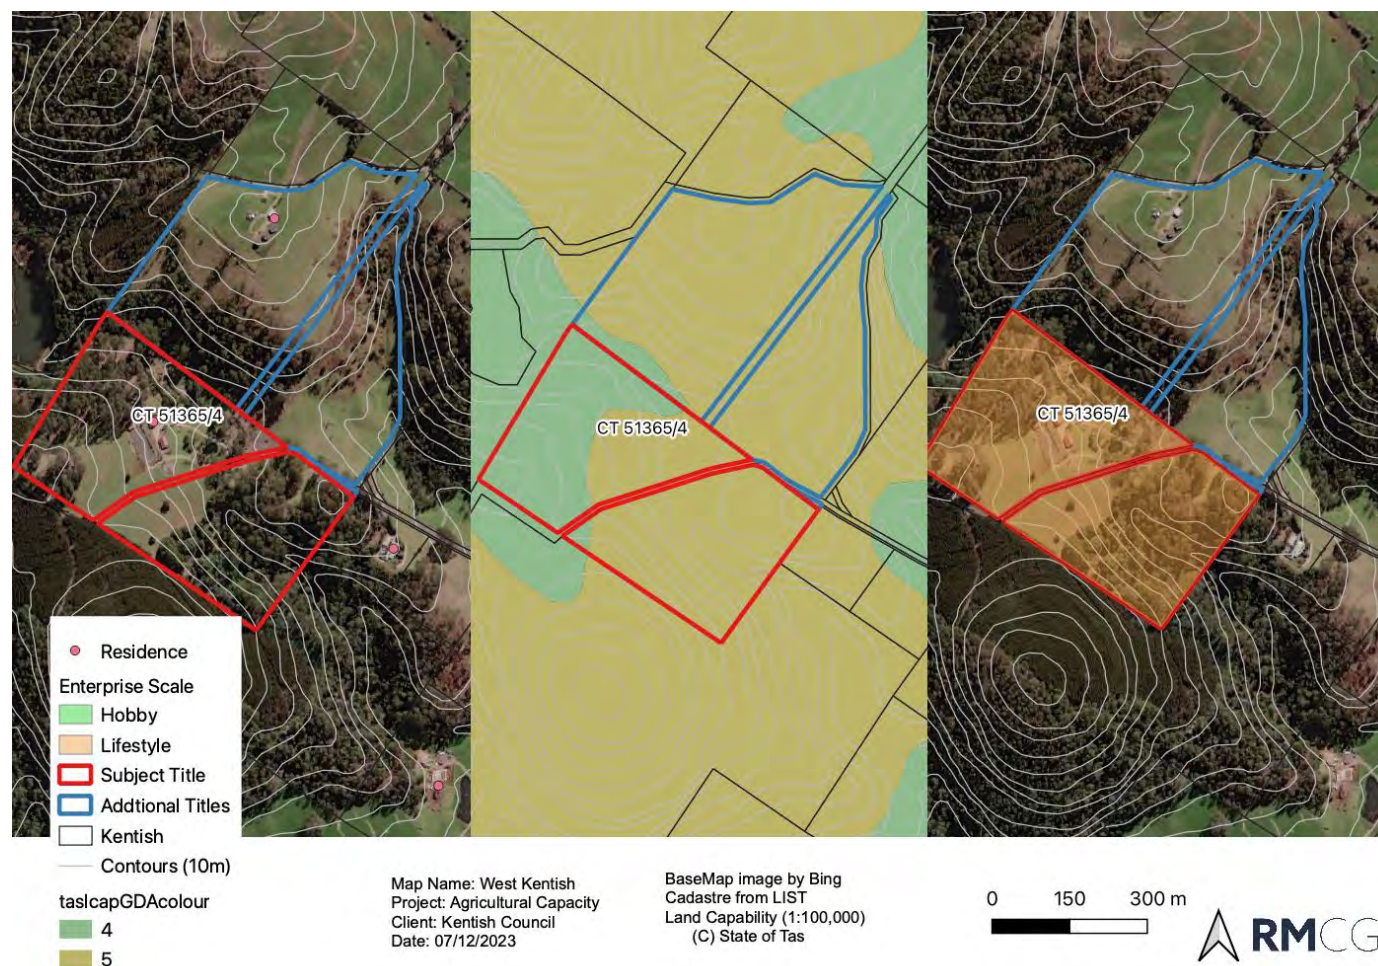 CT 51365/4
CT 51365/4
CT 51365/4
Residence
Enterprise Scale
Hobby
Lifestyle
Subject Title
Addtional Titles
Kentish
Contours (10m)
taslcapGDAcolour
4
5
Map Name: West Kentish
Project: Agricultural Capacity
Client: Kentish Council
Date: 07/12/2023
BaseMap image by Bing
Cadastre from LIST
Land Capability (1:100,000)
(C) State of Tas
0 150 300 m
RMCG